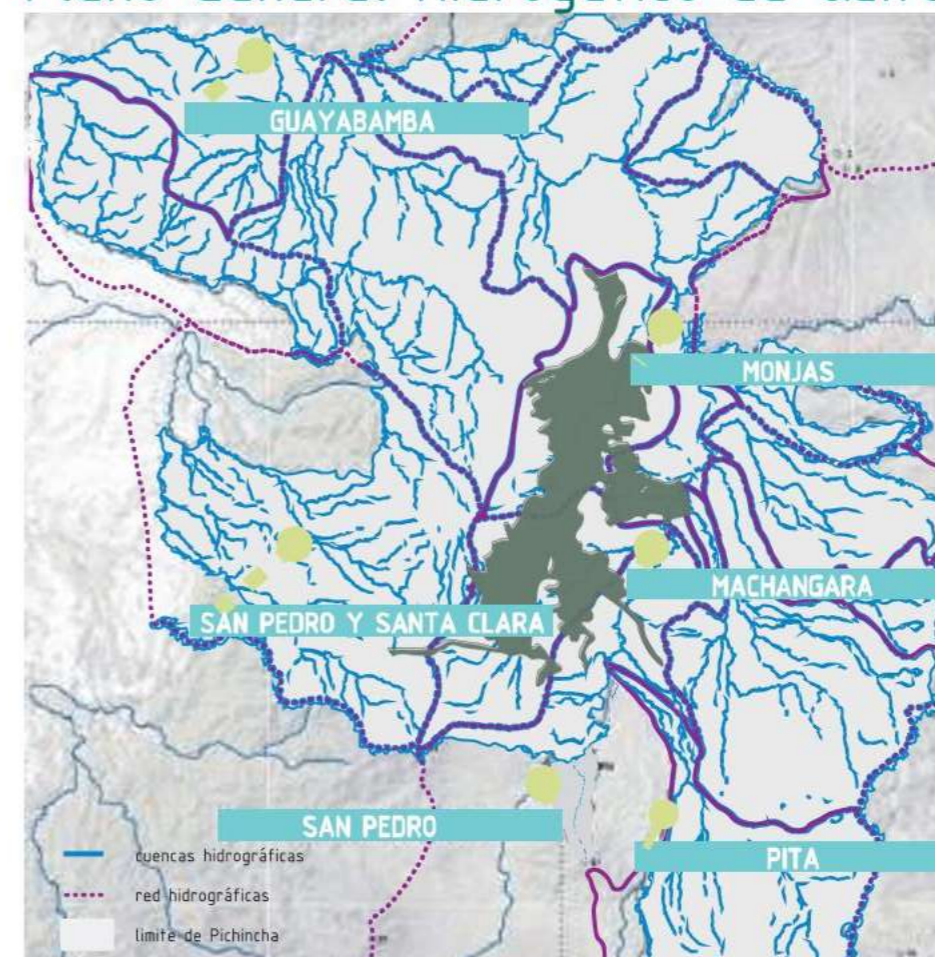 GUAYABAMBA
MONJAS
MACHANGARA
SAN PEDRO Y SANTA CLARA
SAN PEDRO
PITA
cuencas hidrográficas
red hidrográficas
limite de Pichincha